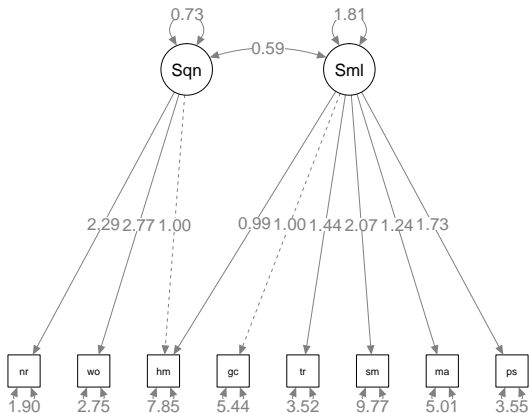 0.73 1.81
0.59
Sqn Sml
2.29 2.77 1.00 0.99 1.00 1.44 2.07 1.24 1.73
nr wo hm gc tr sm ma ps
1.90 2.75 7.85 5.44 3.52 9.77 5.01 3.55